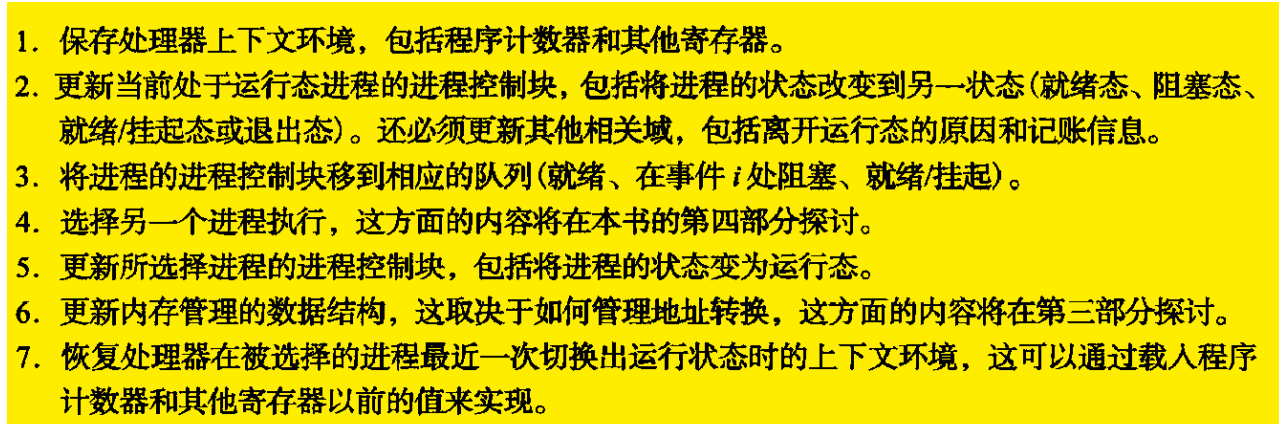 1. 保存处理器上下文环境，包括程序计数器和其他寄存器。
2. 更新当前处于运行态进程的进程控制块，包括将进程的状态改变到另一状态(就绪态、阻塞态、
就绪/挂起态或退出态)。还必须更新其他相关域，包括离开运行态的原因和记账信息。
3. 将进程的进程控制块移到相应的队列(就绪、在事件 i 处阻塞、就绪/挂起)。
4. 选择另一个进程执行，这方面的内容将在本书的第四部分探讨。
5. 更新所选择进程的进程控制块，包括将进程的状态变为运行态。
6. 更新内存管理的数据结构，这取决于如何管理地址转换，这方面的内容将在第三部分探讨。
7. 恢复处理器在被选择的进程最近一次切换出运行状态时的上下文环境，这可以通过载入程序
计数器和其他寄存器以前的值来实现。